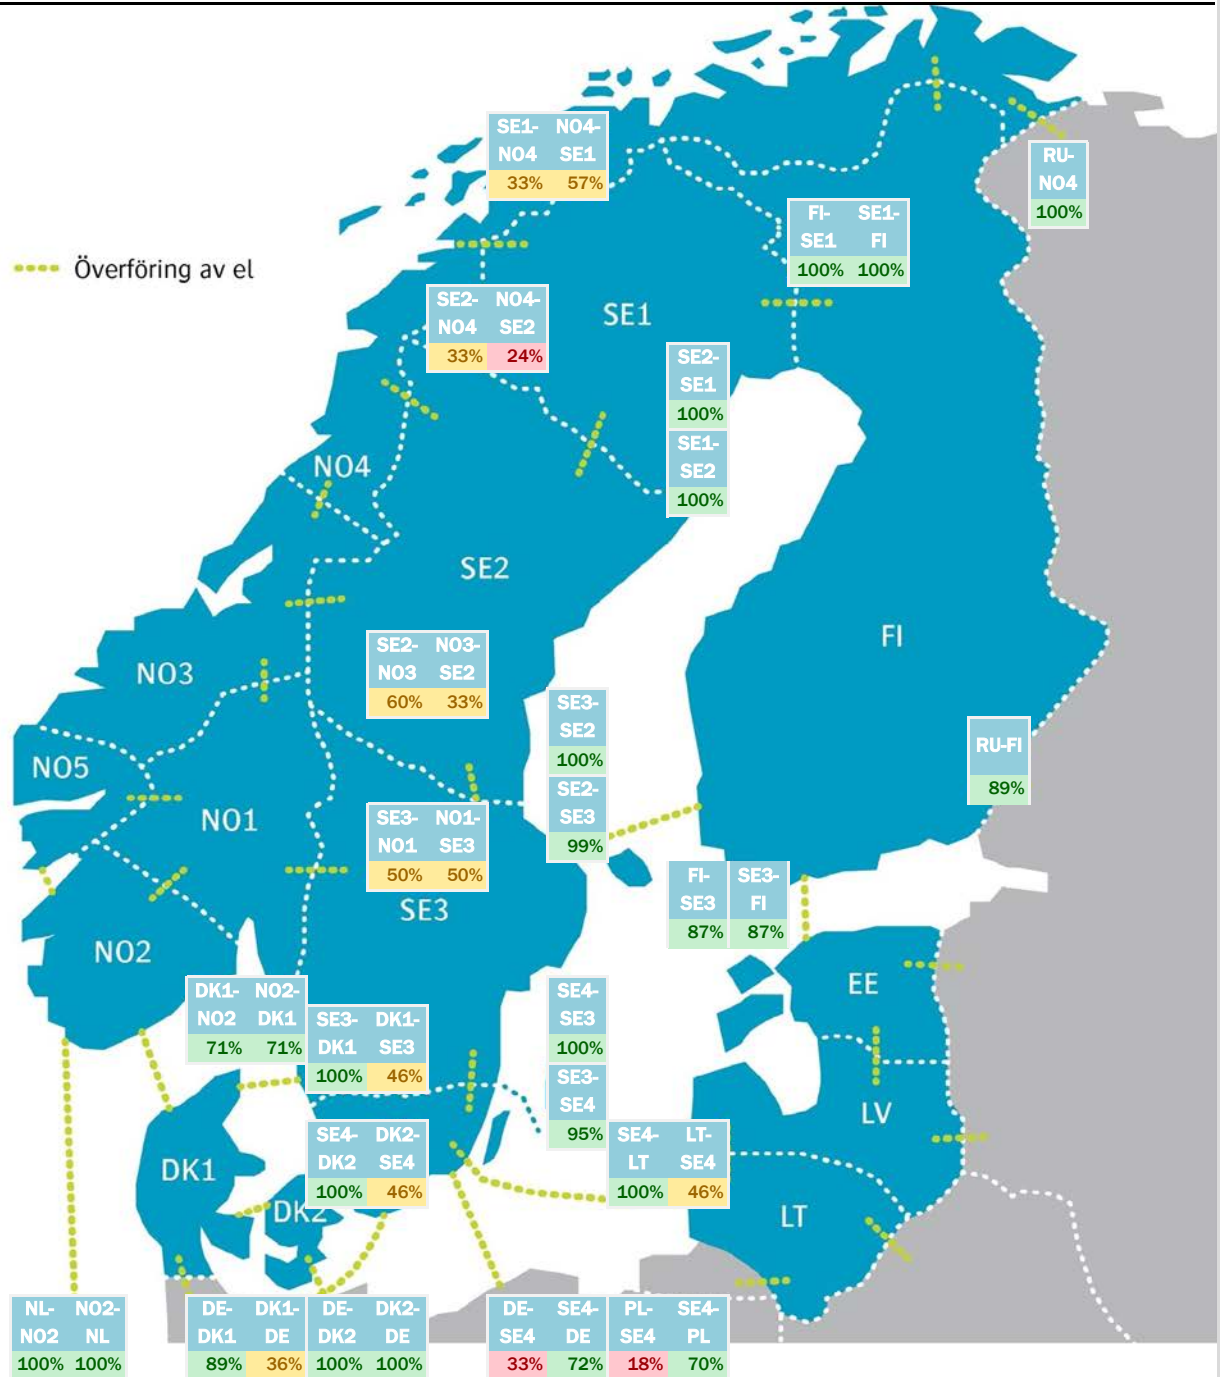 SE1- NO4-
NO4 SE1
33% 57%
RU-
NO4
100%
FI- SE1-
SE1 FI
100% 100%
Överföring av el
SE2- NO4-
NO4 SE2
33% 24%
SE1
SE2-
SE1
100%
SE1-
SE2
100%
NO4
SE2
FI
SE2- NO3-
NO3 SE2
60% 33%
NO3
SE3-
SE2
100%
SE2-
SE3
99%
RU-FI
89%
NO5
NO1
SE3- NO1-
NO1 SE3
50% 50%
SE3
FI- SE3-
SE3 FI
87% 87%
NO2
EE
DK1- NO2-
NO2 DK1
71% 71%
SE3- DK1-
DK1 SE3
100% 46%
SE4-
SE3
100%
SE3-
SE4
95%
LV
SE4- DK2-
DK2 SE4
100% 46%
SE4- LT-
LT SE4
100% 46%
DK1
DK2
LT
NL- NO2-
NO2 NL
100% 100%
DE- DK1-
DK1 DE
89% 36%
DE- DK2-
DK2 DE
100% 100%
DE- SE4-
SE4 DE
33% 72%
PL- SE4-
SE4 PL
18% 70%